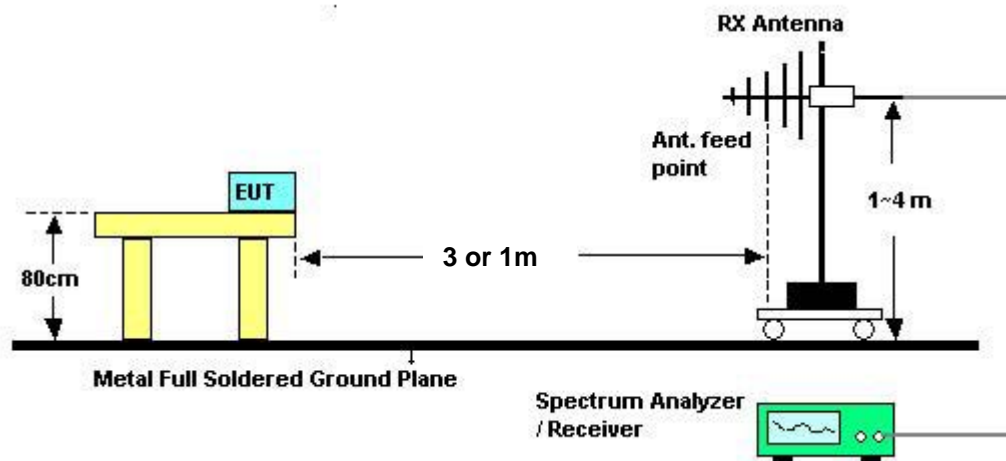 RX Antenna
Ant. feed
point
EUT
1~4 m
3 or 1m
80cm
Metal Full Soldered Ground Plane
Spectrum Analyzer
/ Receiver